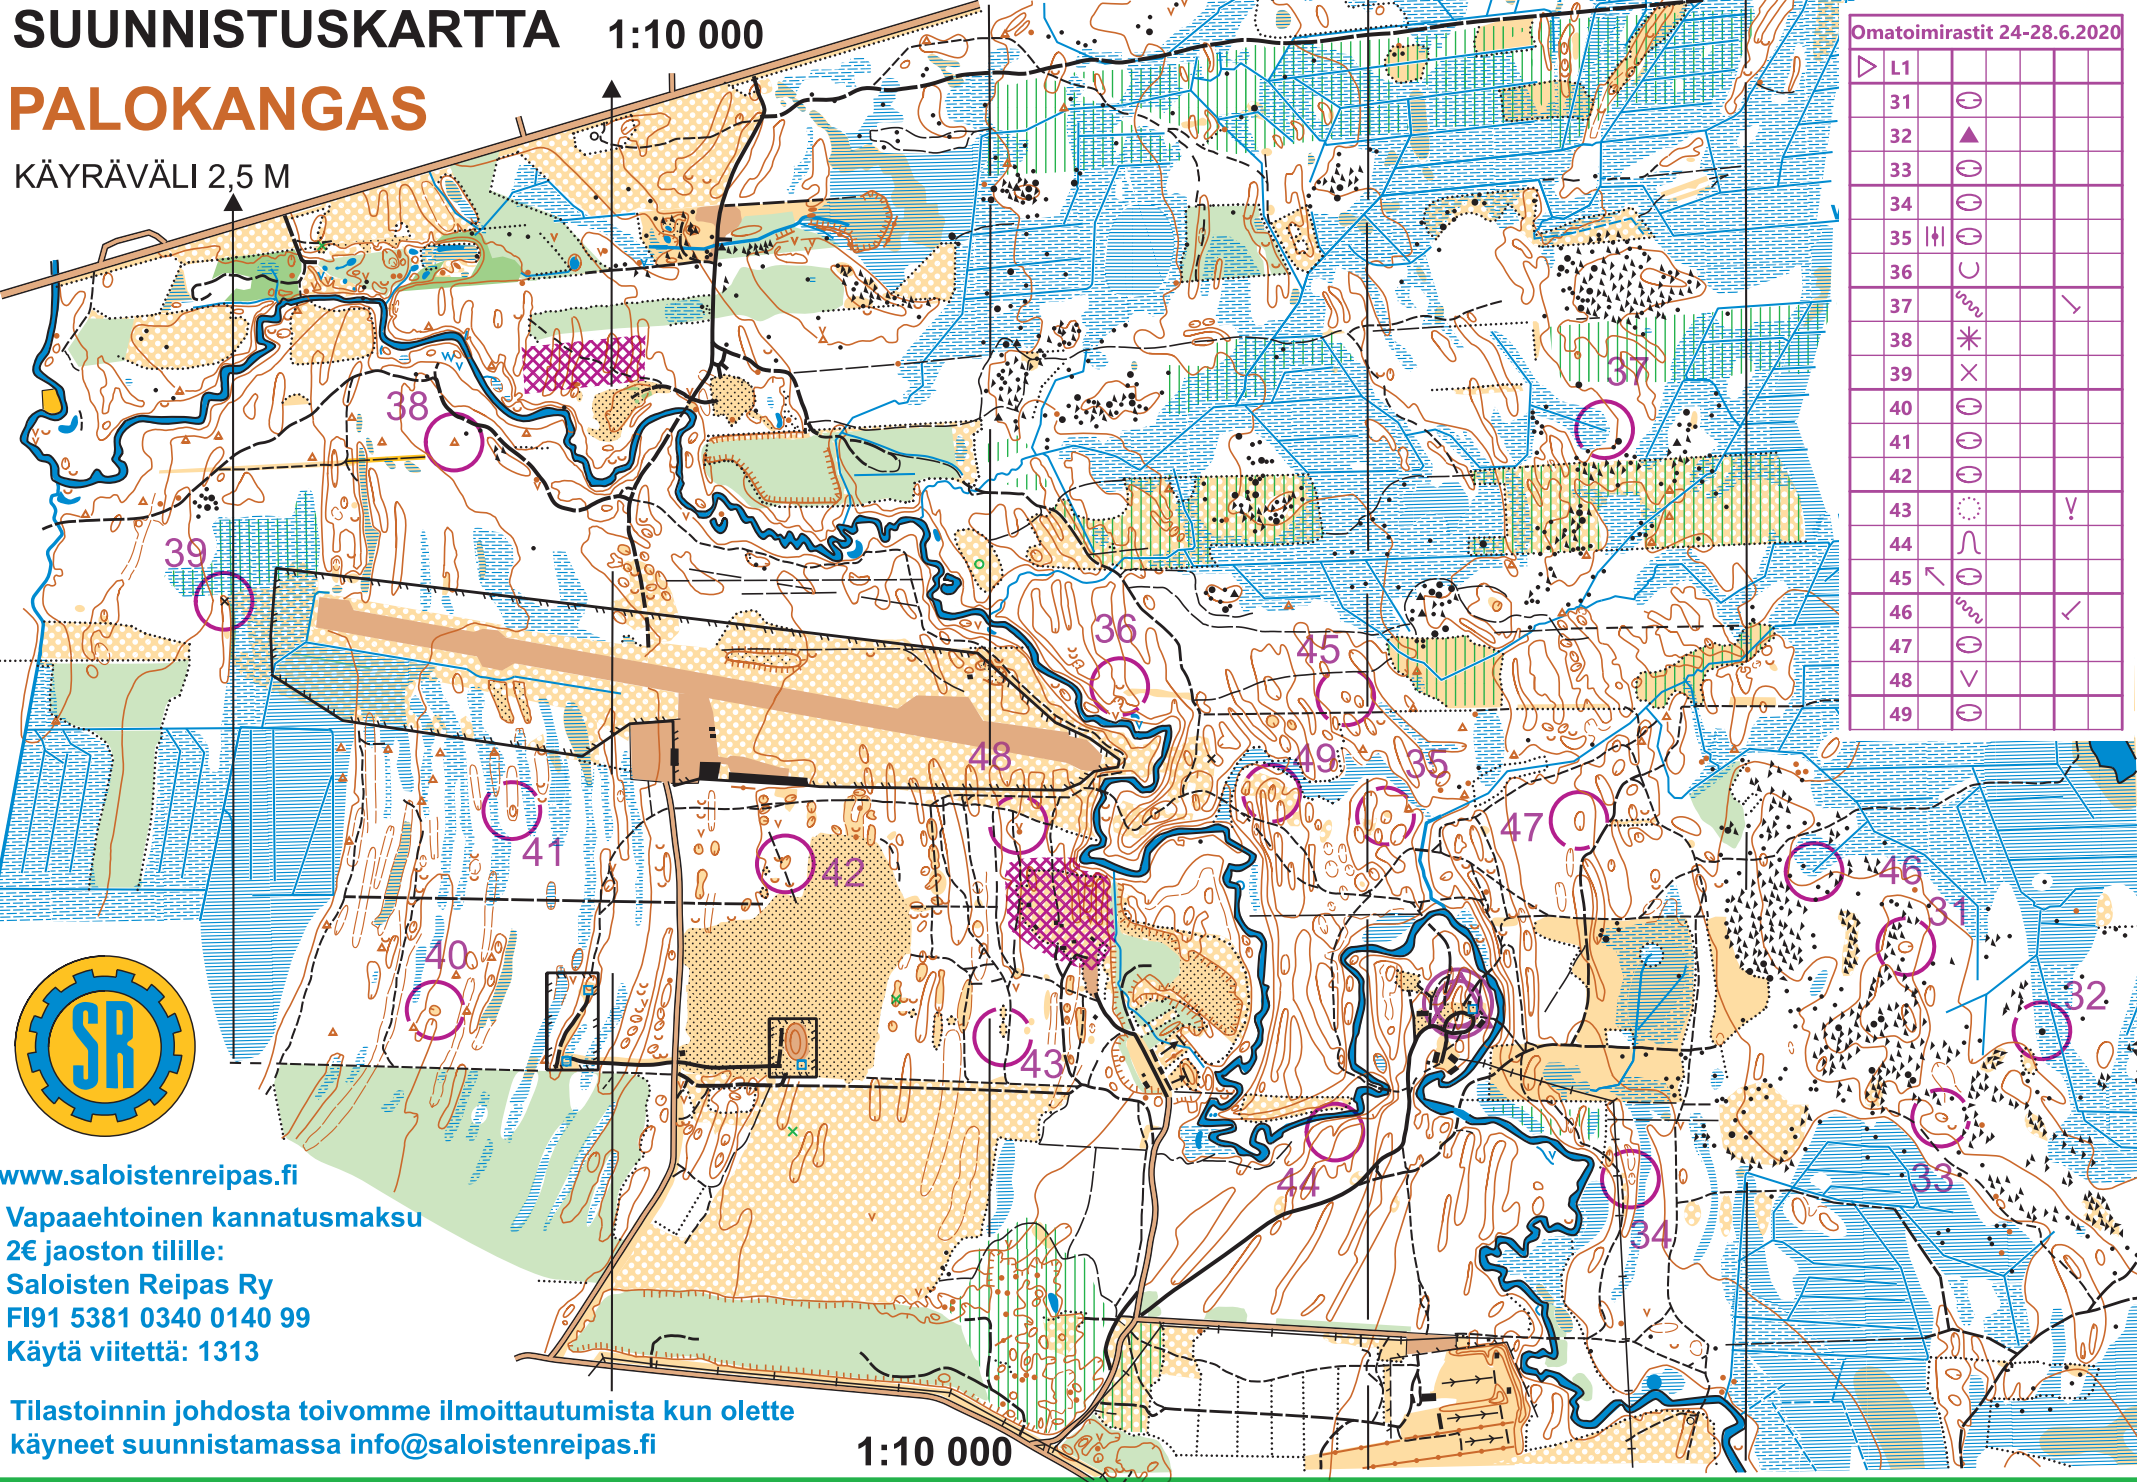 SUUNNISTUSKARTTA 1:10 000
PALOKANGAS
KÄYRÄVÄLI 2,5 M
Omatoimirastit 24-28.6.2020
L1
31
32
33
34
35
36
37
38
39
40
41
42
43
44
45
46
47
48
49
37
38
39
36
45
48
49
35
47
41
42
46
31
40
32
43
44
33
34
SR
www.saloistenreipas.fi
Vapaaehtoinen kannatusmaksu
2€ jaoston tilille:
Saloisten Reipas Ry
FI91 5381 0340 0140 99
Käytä viitettä: 1313
Tilastoinnin johdosta toivomme ilmoittautumista kun olette
käyneet suunnistamassa info@saloistenreipas.fi
1:10 000